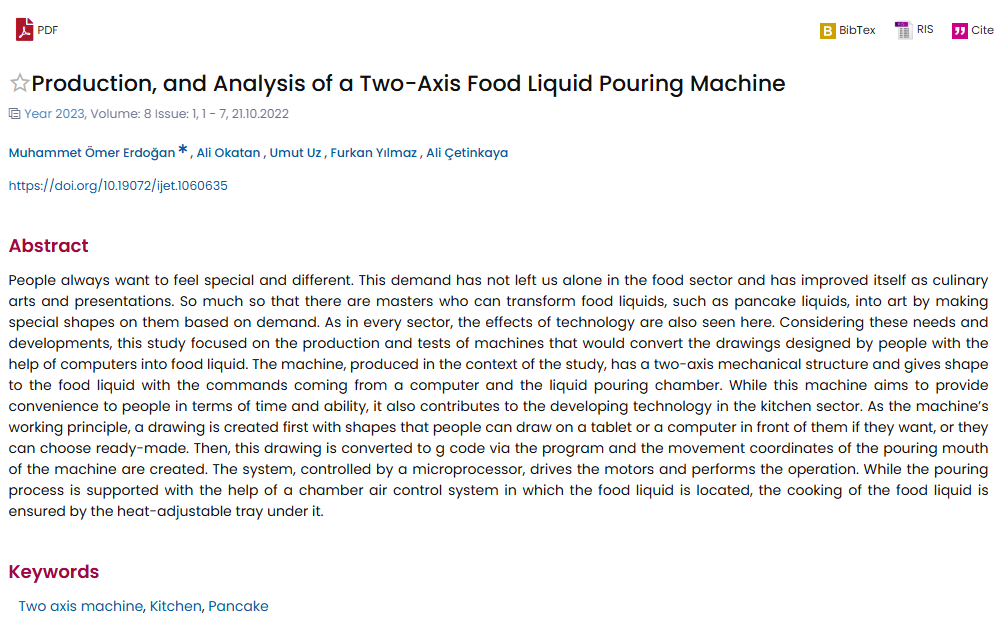 PDF
BibTex
RIS
Cite
Production, and Analysis of a Two-Axis Food Liquid Pouring Machine
Year 2023, Volume: 8 Issue: 1, 1 - 7, 21.10.2022
Muhammet Ömer Erdoğan * , Ali Okatan , Umut Uz , Furkan Yılmaz , Ali Çetinkaya
https://doi.org/10.19072/ijet.1060635
Abstract
People always want to feel special and different. This demand has not left us alone in the food sector and has improved itself as culinary
arts and presentations. So much so that there are masters who can transform food liquids, such as pancake liquids, into art by making
special shapes on them based on demand. As in every sector, the effects of technology are also seen here. Considering these needs and
developments, this study focused on the production and tests of machines that would convert the drawings designed by people with the
help of computers into food liquid. The machine, produced in the context of the study, has a two-axis mechanical structure and gives shape
to the food liquid with the commands coming from a computer and the liquid pouring chamber. While this machine aims to provide
convenience to people in terms of time and ability, it also contributes to the developing technology in the kitchen sector. As the machine's
working principle, a drawing is created first with shapes that people can draw on a tablet or a computer in front of them if they want, or they
can choose ready-made. Then, this drawing is converted to g code via the program and the movement coordinates of the pouring mouth
of the machine are created. The system, controlled by a microprocessor, drives the motors and performs the operation. While the pouring
process is supported with the help of a chamber air control system in which the food liquid is located, the cooking of the food liquid is
ensured by the heat-adjustable tray under it.
Keywords
Two axis machine, Kitchen, Pancake